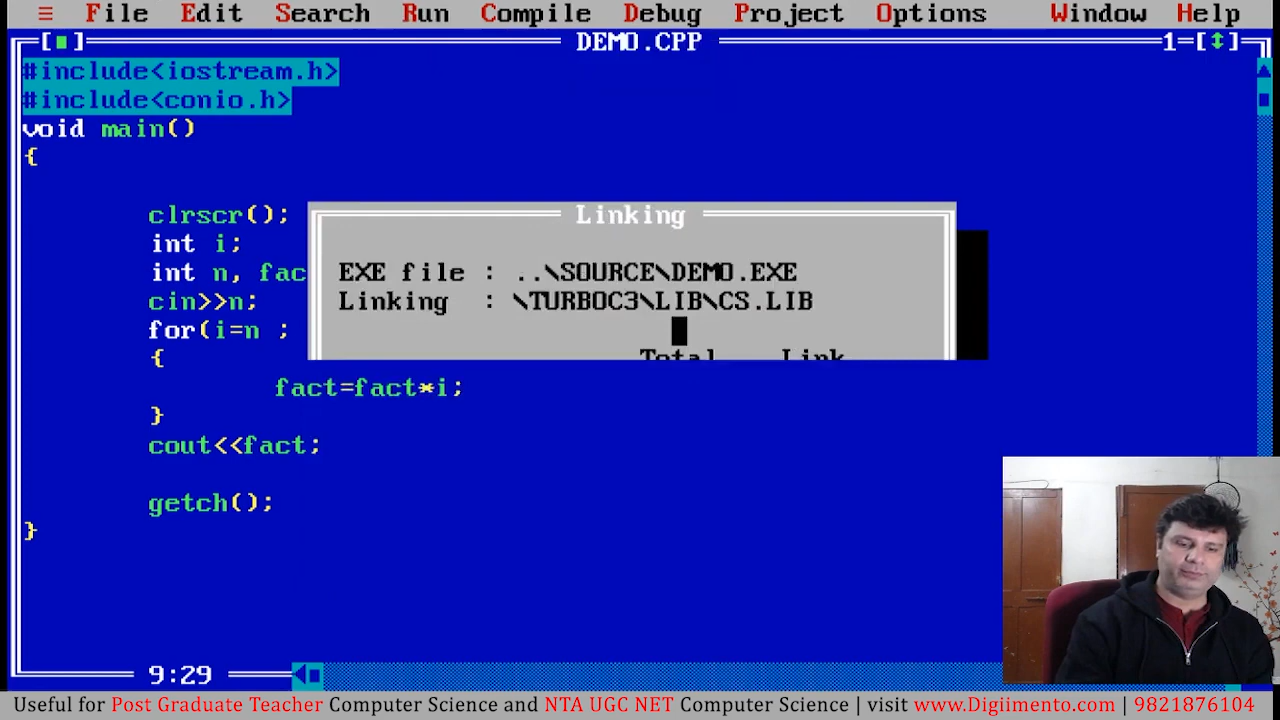 ≡ File Edit Search Run Compile Debug Project Options Window Help
[■] DEMO.CPP 1=[↕]
#include<iostream.h>
#include<conio.h>
void main()
{
clrscr();
int i;
int n, fac
cin>>n;
for(i=n ;
{
fact=fact*i;
}
cout<<fact;
getch();
}
Linking
EXE file : ..\SOURCE\DEMO.EXE
Linking : \TURBOC3\LIB\CS.LIB
Total Link
9:29
Useful for Post Graduate Teacher Computer Science and NTA UGC NET Computer Science | visit www.Digiimento.com | 9821876104